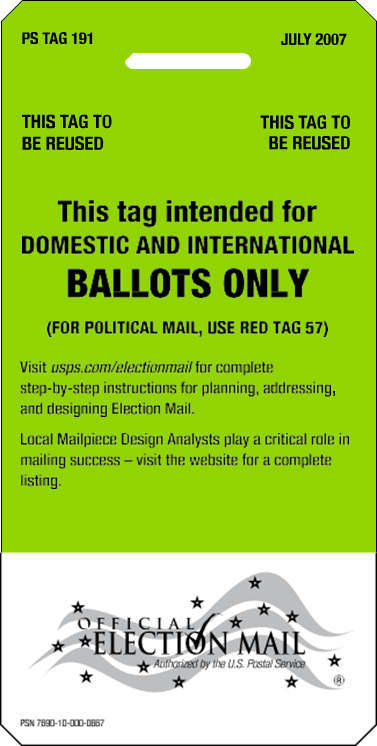 PS TAG 191
JULY 2007
THIS TAG TO
BE REUSED
THIS TAG TO
BE REUSED
This tag intended for
DOMESTIC AND INTERNATIONAL
BALLOTS ONLY
(FOR POLITICAL MAIL, USE RED TAG 57)
Visit usps.com/electionmail for complete
step-by-step instructions for planning, addressing,
and designing Election Mail.
Local Mailpiece Design Analysts play a critical role in
mailing success – visit the website for a complete
listing.
OFFICIAL
ELECTION MAIL
Authorized by the U.S. Postal Service
®
PSN 7690-10-000-0667